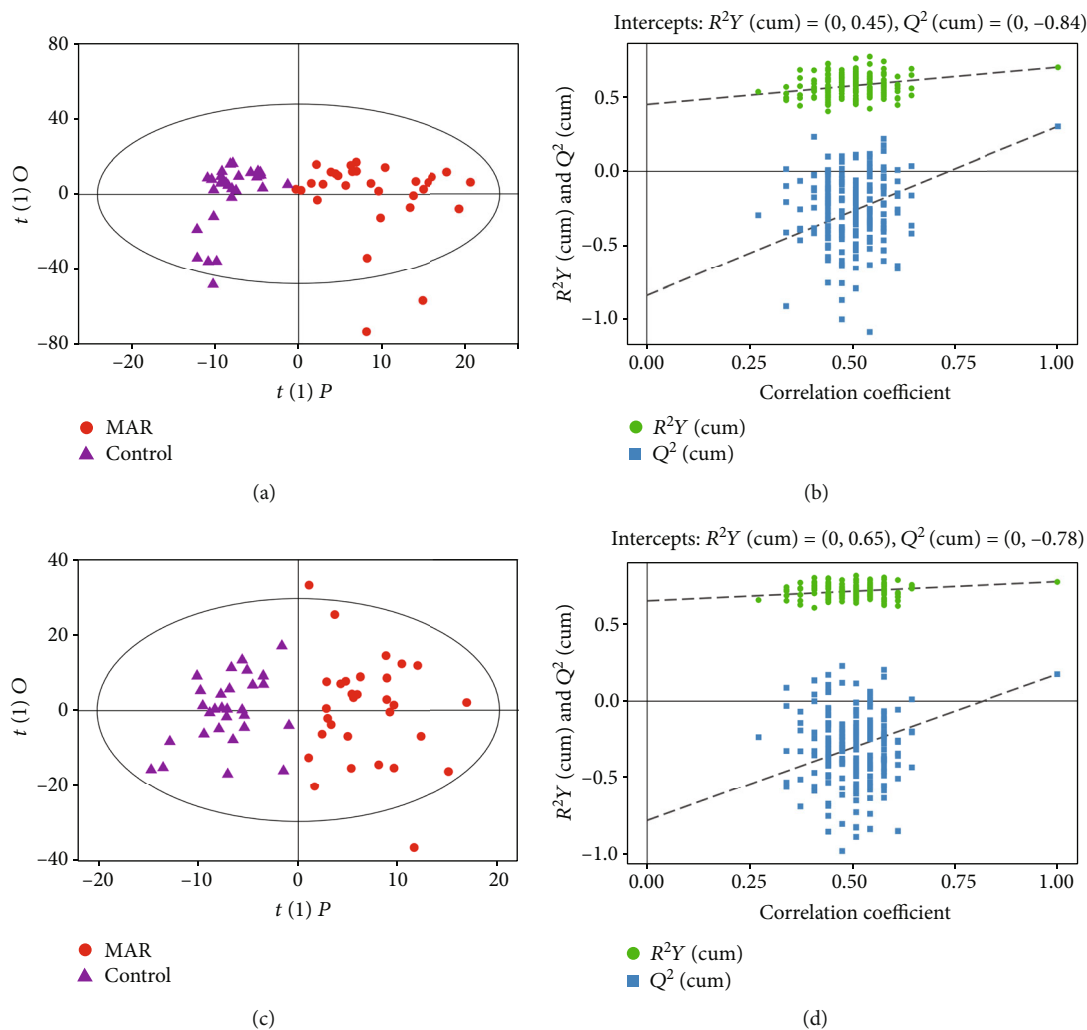 80
40
0
−40
−80
t (1) O
−20
−10
0
10
20
t (1) P
MAR
Control
(a)
Intercepts: R²Y (cum) = (0, 0.45), Q² (cum) = (0, −0.84)
0.5
0.0
−0.5
−1.0
R²Y (cum) and Q² (cum)
0.00
0.25
0.50
0.75
1.00
Correlation coefficient
R²Y (cum)
Q² (cum)
(b)
40
20
0
−20
−40
t (1) O
−20
−10
0
10
20
t (1) P
MAR
Control
(c)
Intercepts: R²Y (cum) = (0, 0.65), Q² (cum) = (0, −0.78)
0.5
0.0
−0.5
−1.0
R²Y (cum) and Q² (cum)
0.00
0.25
0.50
0.75
1.00
Correlation coefficient
R²Y (cum)
Q² (cum)
(d)